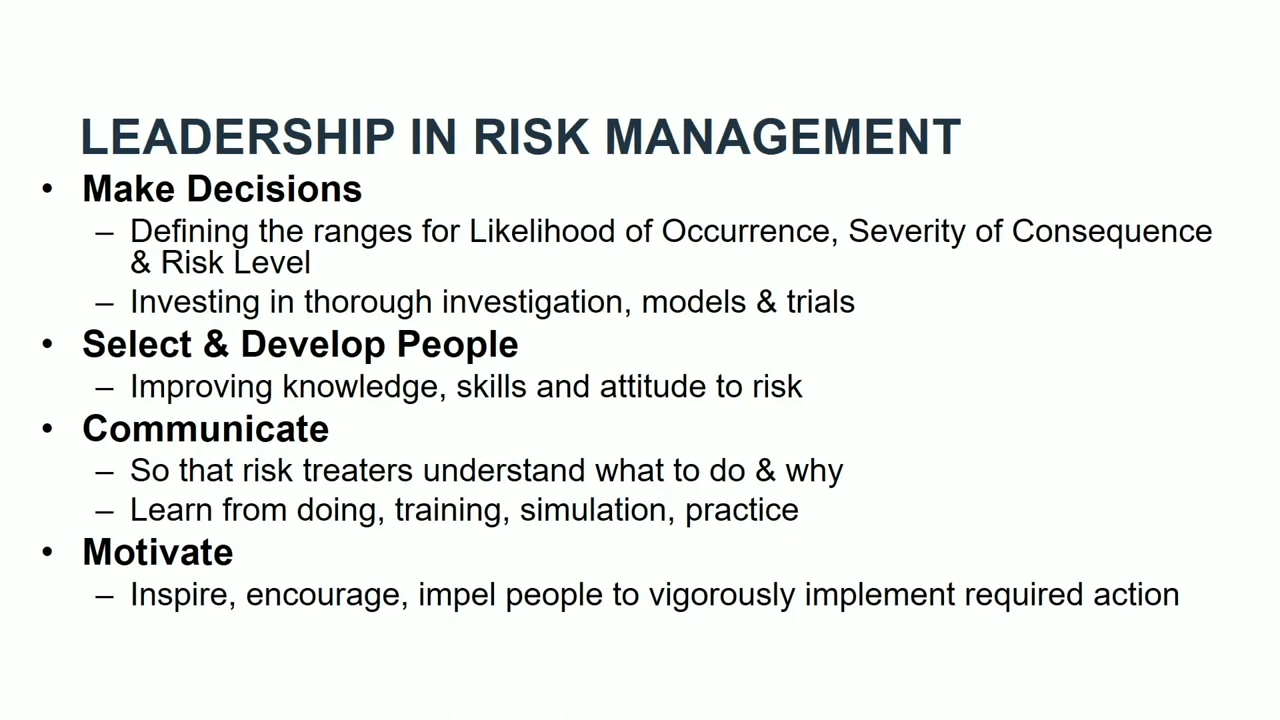 LEADERSHIP IN RISK MANAGEMENT
• Make Decisions
– Defining the ranges for Likelihood of Occurrence, Severity of Consequence
& Risk Level
– Investing in thorough investigation, models & trials
• Select & Develop People
– Improving knowledge, skills and attitude to risk
• Communicate
– So that risk treaters understand what to do & why
– Learn from doing, training, simulation, practice
• Motivate
– Inspire, encourage, impel people to vigorously implement required action